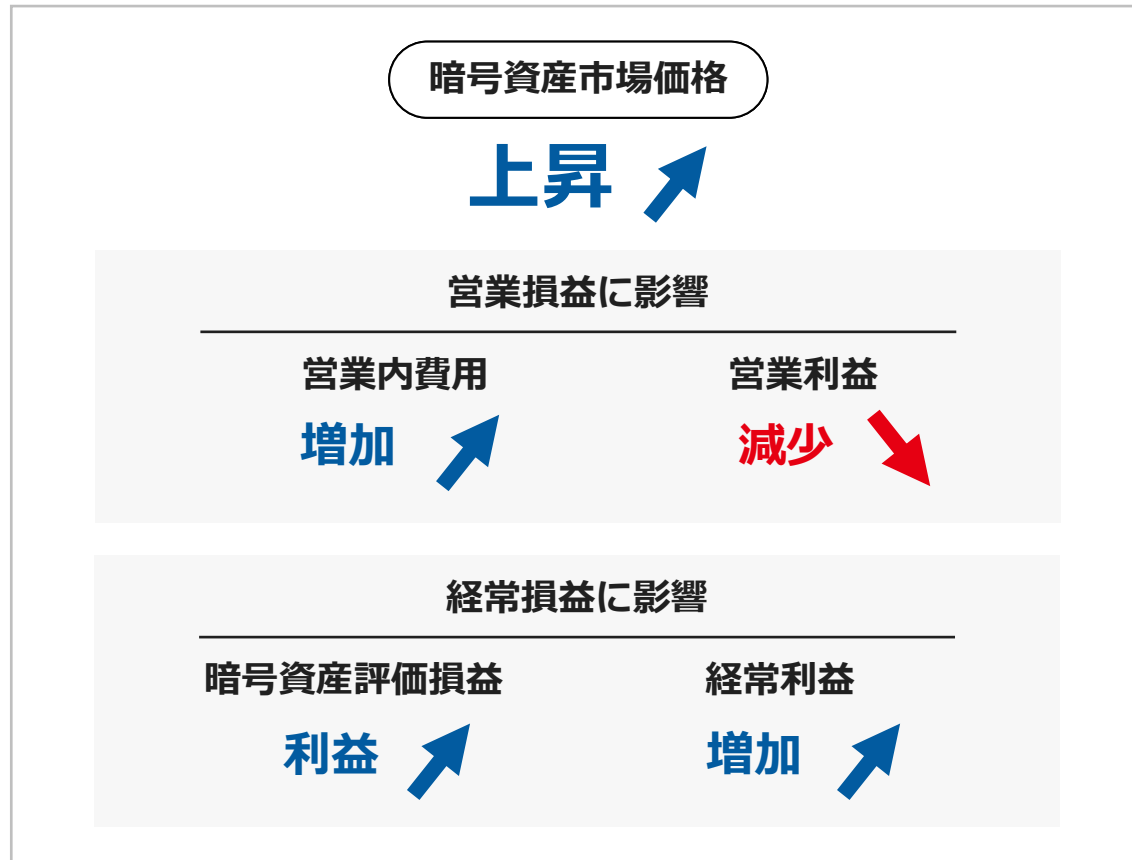 暗号資産市場価格
上昇
営業損益に影響
営業内費用
営業利益
増加
減少
経常損益に影響
暗号資産評価損益
経常利益
利益
増加